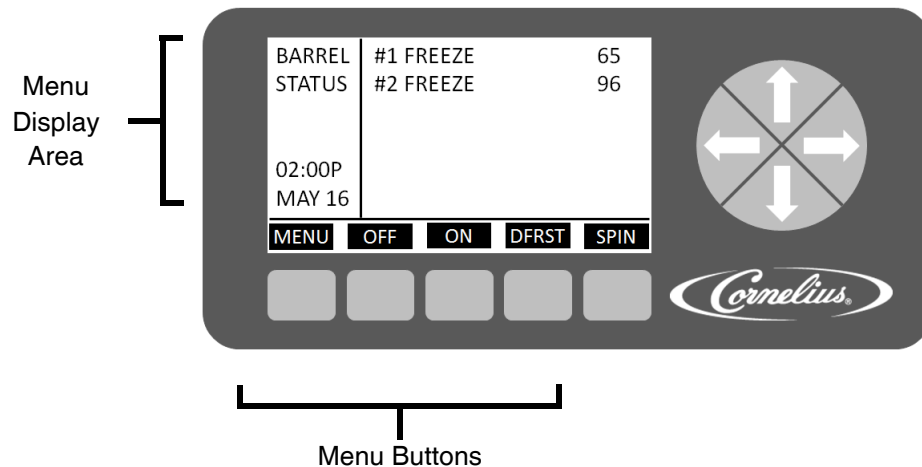 Menu
Display
Area
BARREL #1 FREEZE 65
STATUS #2 FREEZE 96
02:00P
MAY 16
MENU OFF ON DFRST SPIN
Cornelius®
Menu Buttons